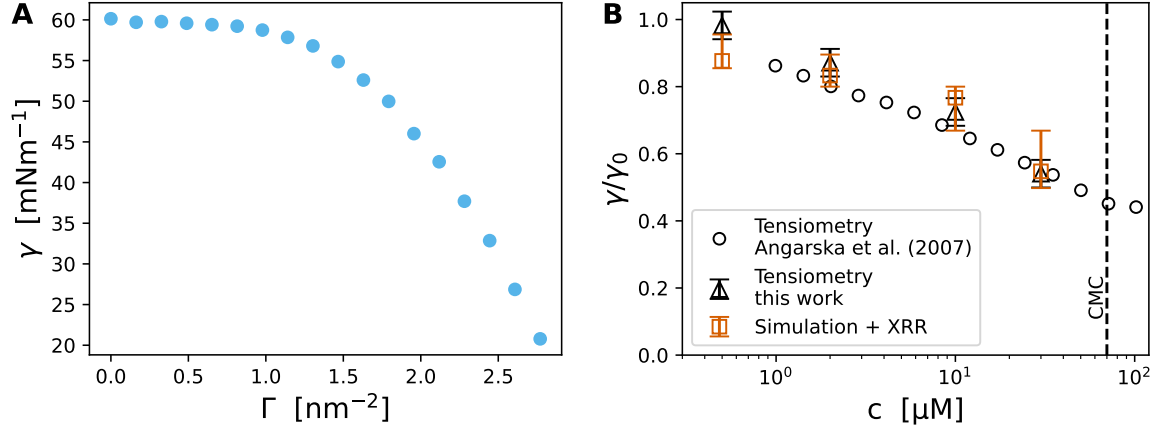 A
60
55
50
45
40
35
30
25
20
γ [mNm⁻¹]
0.0 0.5 1.0 1.5 2.0 2.5
Γ [nm⁻²]
B
1.0
0.8
0.6
0.4
0.2
0.0
γ/γ₀
Tensiometry
Angarska et al. (2007)
Tensiometry
this work
Simulation + XRR
CMC
10⁰ 10¹ 10²
c [µM]